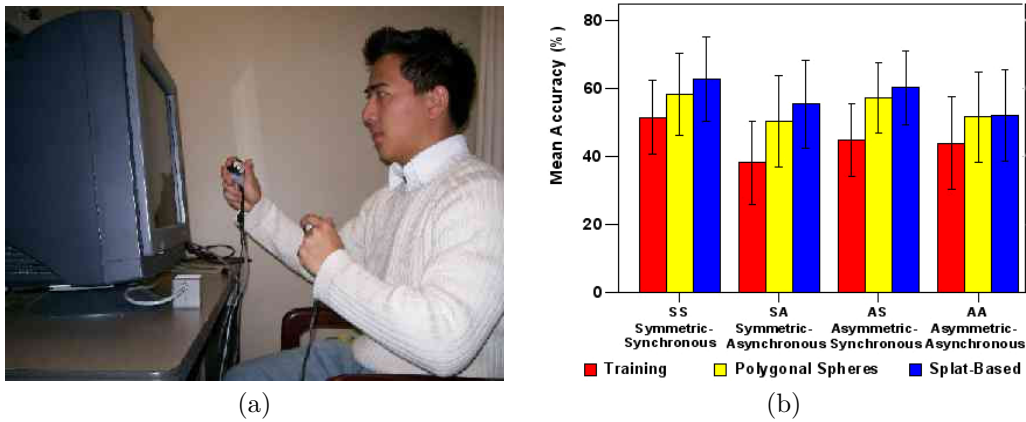 80
60
40
20
0
Mean Accuracy (%)
SS
Symmetric-
Synchronous
SA
Symmetric-
Asynchronous
AS
Asymmetric-
Synchronous
AA
Asymmetric-
Asynchronous
Training
Polygonal Spheres
Splat-Based
(a)
(b)